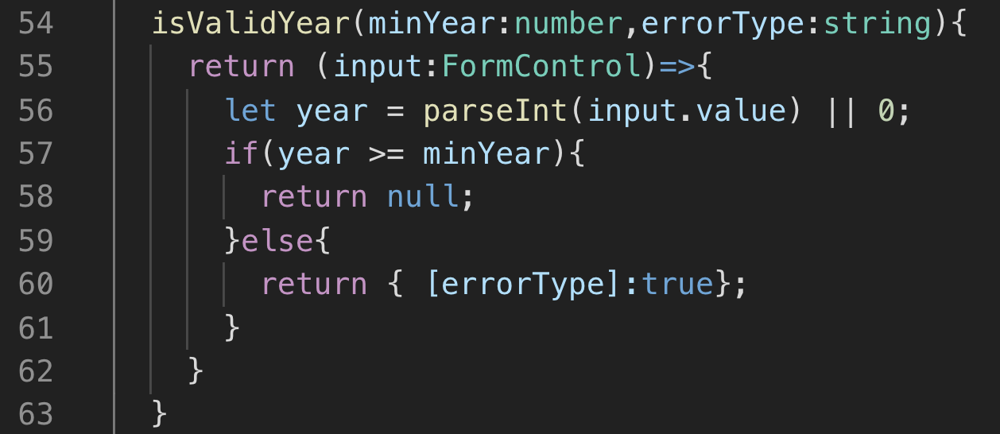 54 isValidYear(minYear:number,errorType:string){
55 return (input:FormControl)=>{
56 let year = parseInt(input.value) || 0;
57 if(year >= minYear){
58 return null;
59 }else{
60 return { [errorType]:true};
61 }
62 }
63 }